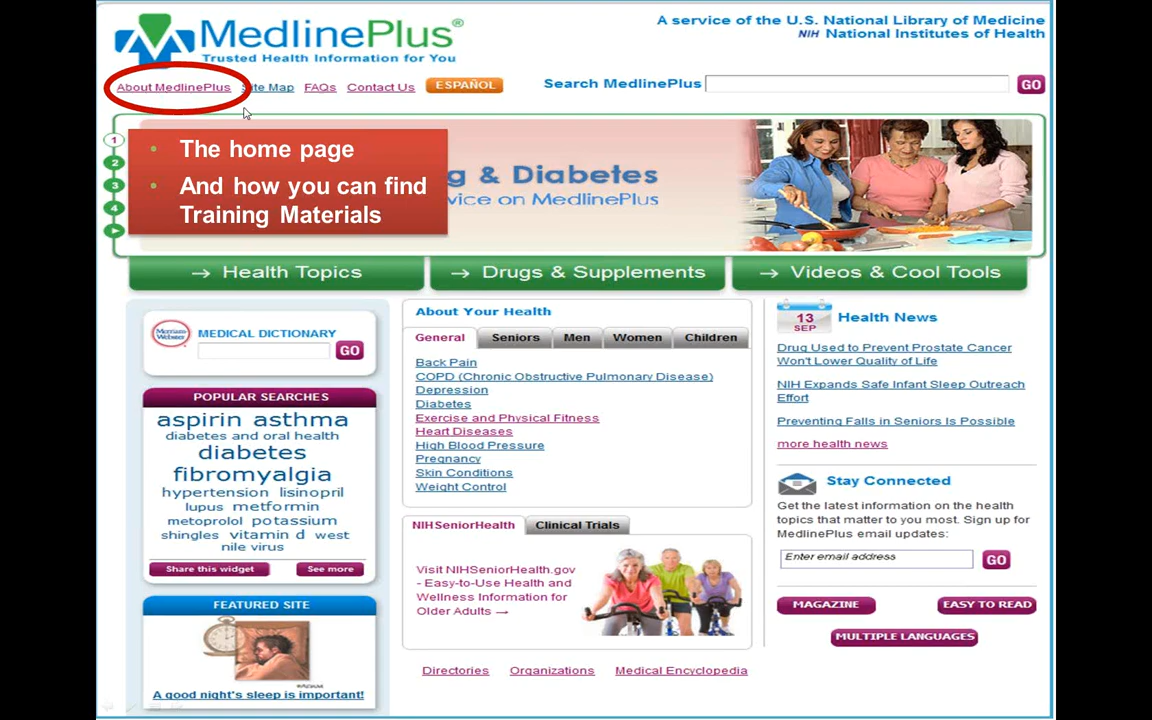 MedlinePlus®
Trusted Health Information for You
A service of the U.S. National Library of Medicine
NIH National Institutes of Health
About MedlinePlus Site Map FAQs Contact Us ESPAÑOL
Search MedlinePlus GO
1
2
3
4
• The home page
• And how you can find
Training Materials
g & Diabetes
vice on MedlinePlus
→ Health Topics
→ Drugs & Supplements
→ Videos & Cool Tools
Merriam-
Webster
MEDICAL DICTIONARY
GO
POPULAR SEARCHES
aspirin asthma
diabetes and oral health
diabetes
fibromyalgia
hypertension lisinopril
lupus metformin
metoprolol potassium
shingles vitamin d west
nile virus
Share this widget See more
FEATURED SITE
A good night's sleep is important!
About Your Health
General Seniors Men Women Children
Back Pain
COPD (Chronic Obstructive Pulmonary Disease)
Depression
Diabetes
Exercise and Physical Fitness
Heart Diseases
High Blood Pressure
Pregnancy
Skin Conditions
Weight Control
NIHSeniorHealth Clinical Trials
Visit NIHSeniorHealth.gov
- Easy-to-Use Health and
Wellness Information for
Older Adults →
Directories Organizations Medical Encyclopedia
13
SEP
Health News
Drug Used to Prevent Prostate Cancer
Won't Lower Quality of Life
NIH Expands Safe Infant Sleep Outreach
Effort
Preventing Falls in Seniors Is Possible
more health news
Stay Connected
Get the latest information on the health
topics that matter to you most. Sign up for
MedlinePlus email updates:
Enter email address GO
MAGAZINE EASY TO READ
MULTIPLE LANGUAGES